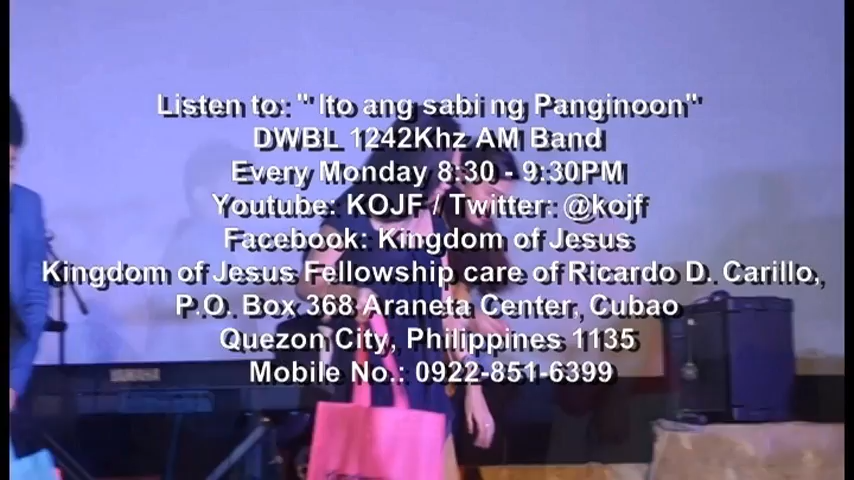 Listen to: " Ito ang sabi ng Panginoon"
DWBL 1242Khz AM Band
Every Monday 8:30 - 9:30PM
Youtube: KOJF / Twitter: @kojf
Facebook: Kingdom of Jesus
Kingdom of Jesus Fellowship care of Ricardo D. Carillo,
P.O. Box 368 Araneta Center, Cubao
Quezon City, Philippines 1135
Mobile No.: 0922-851-6399
YAMAHA